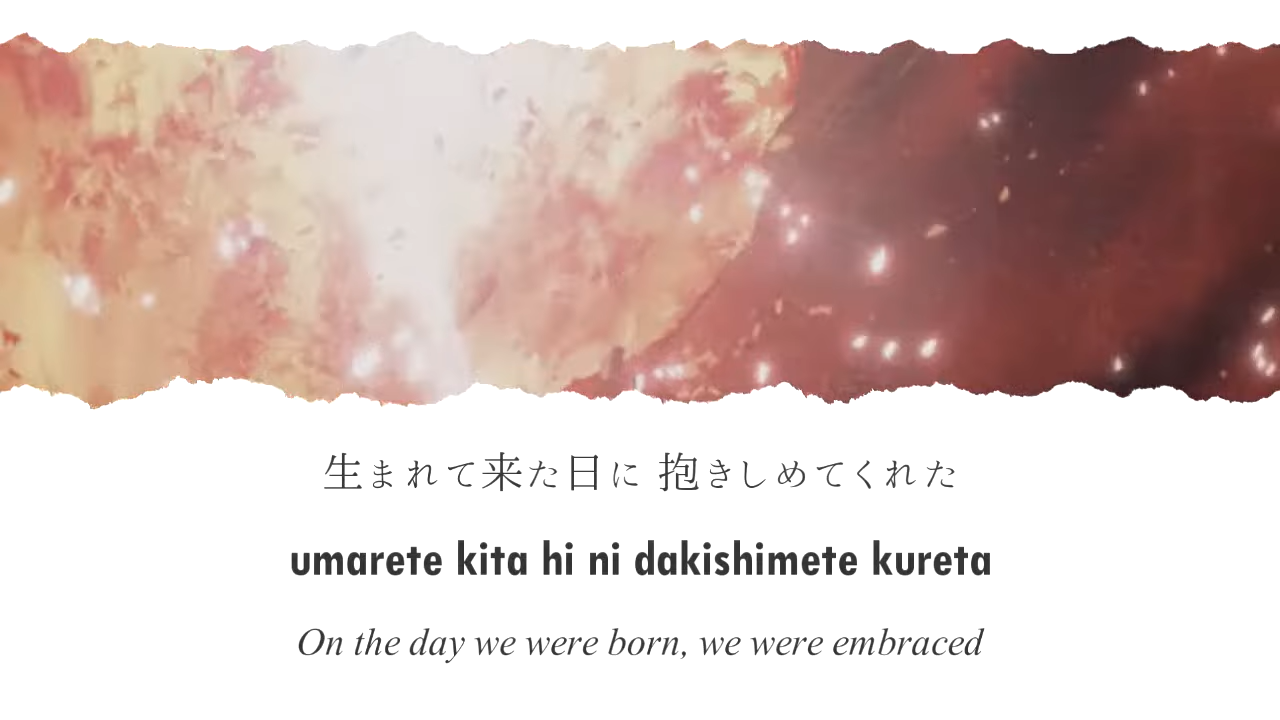 生まれて来た日に 抱きしめてくれた
umarete kita hi ni dakishimete kureta
On the day we were born, we were embraced